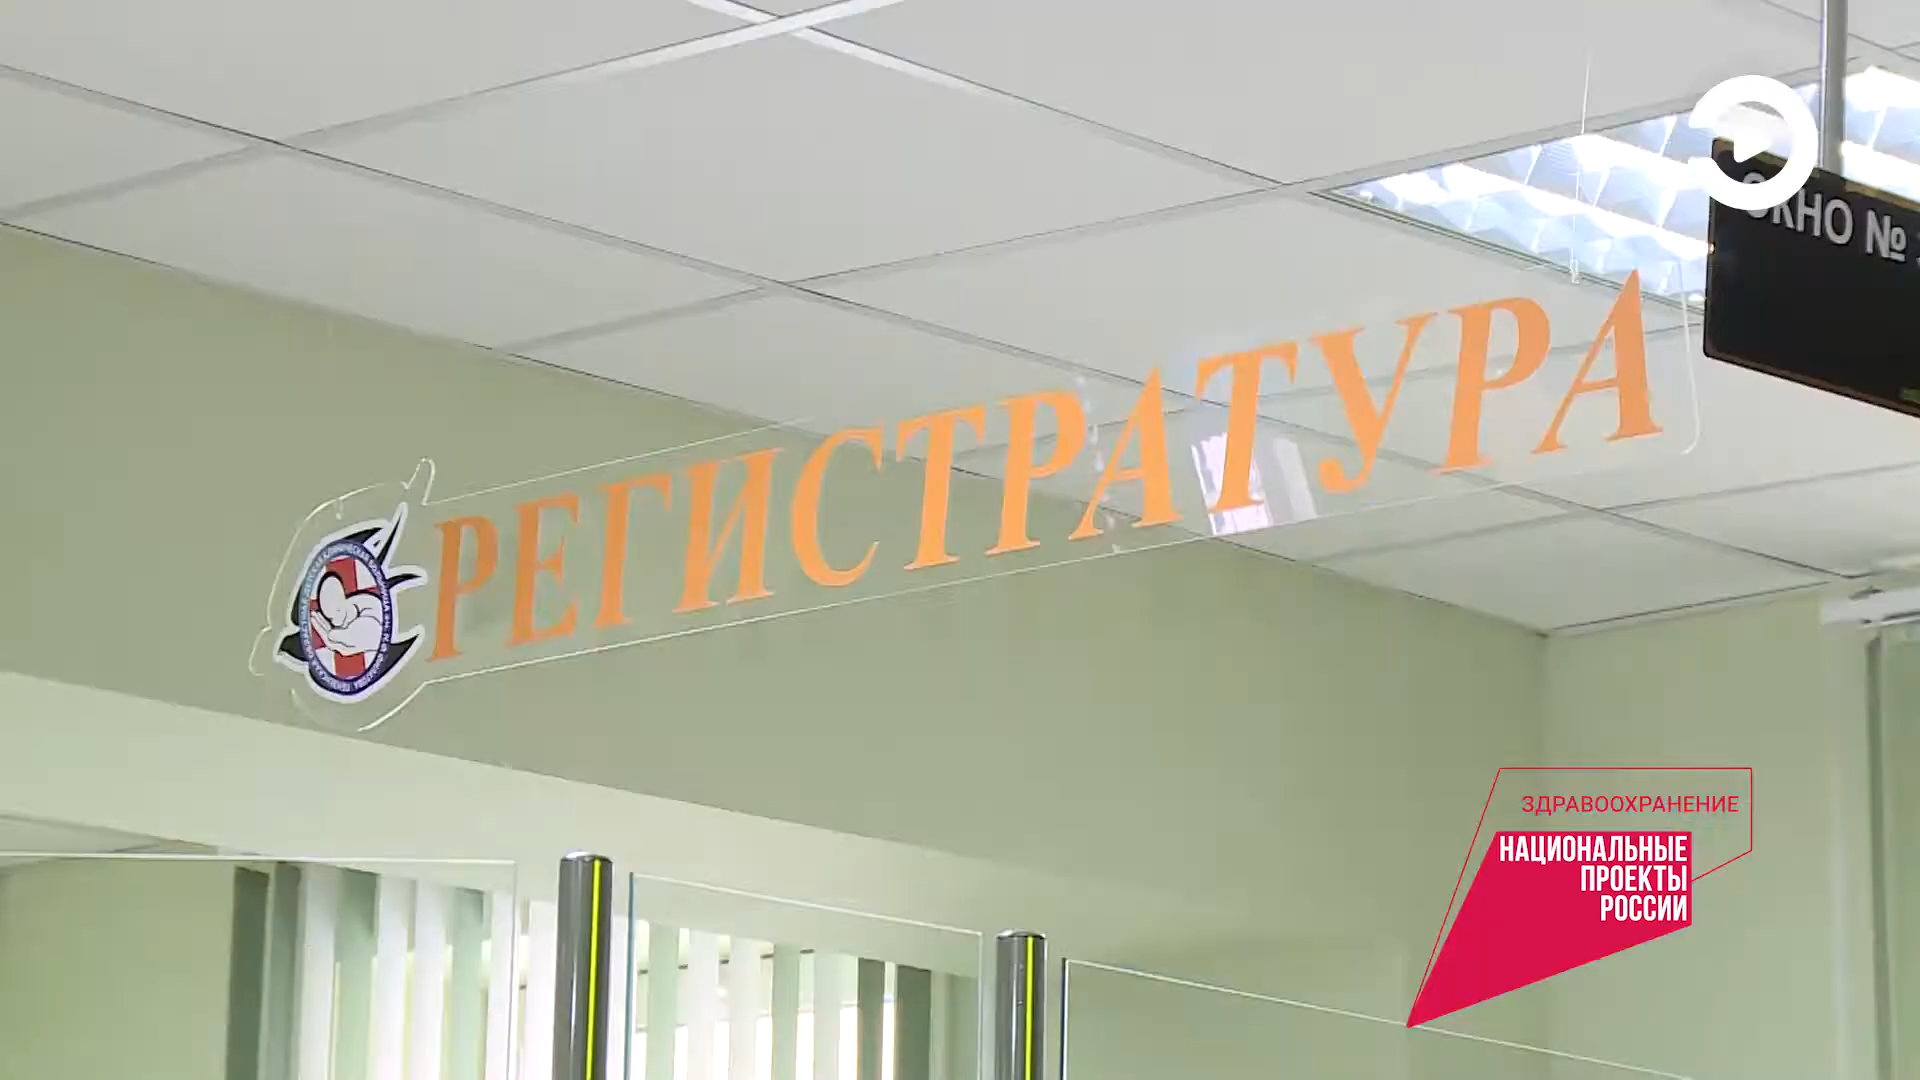 ОКНО №
РЕГИСТРАТУРА
ЗДРАВООХРАНЕНИЕ
НАЦИОНАЛЬНЫЕ
ПРОЕКТЫ
РОССИИ